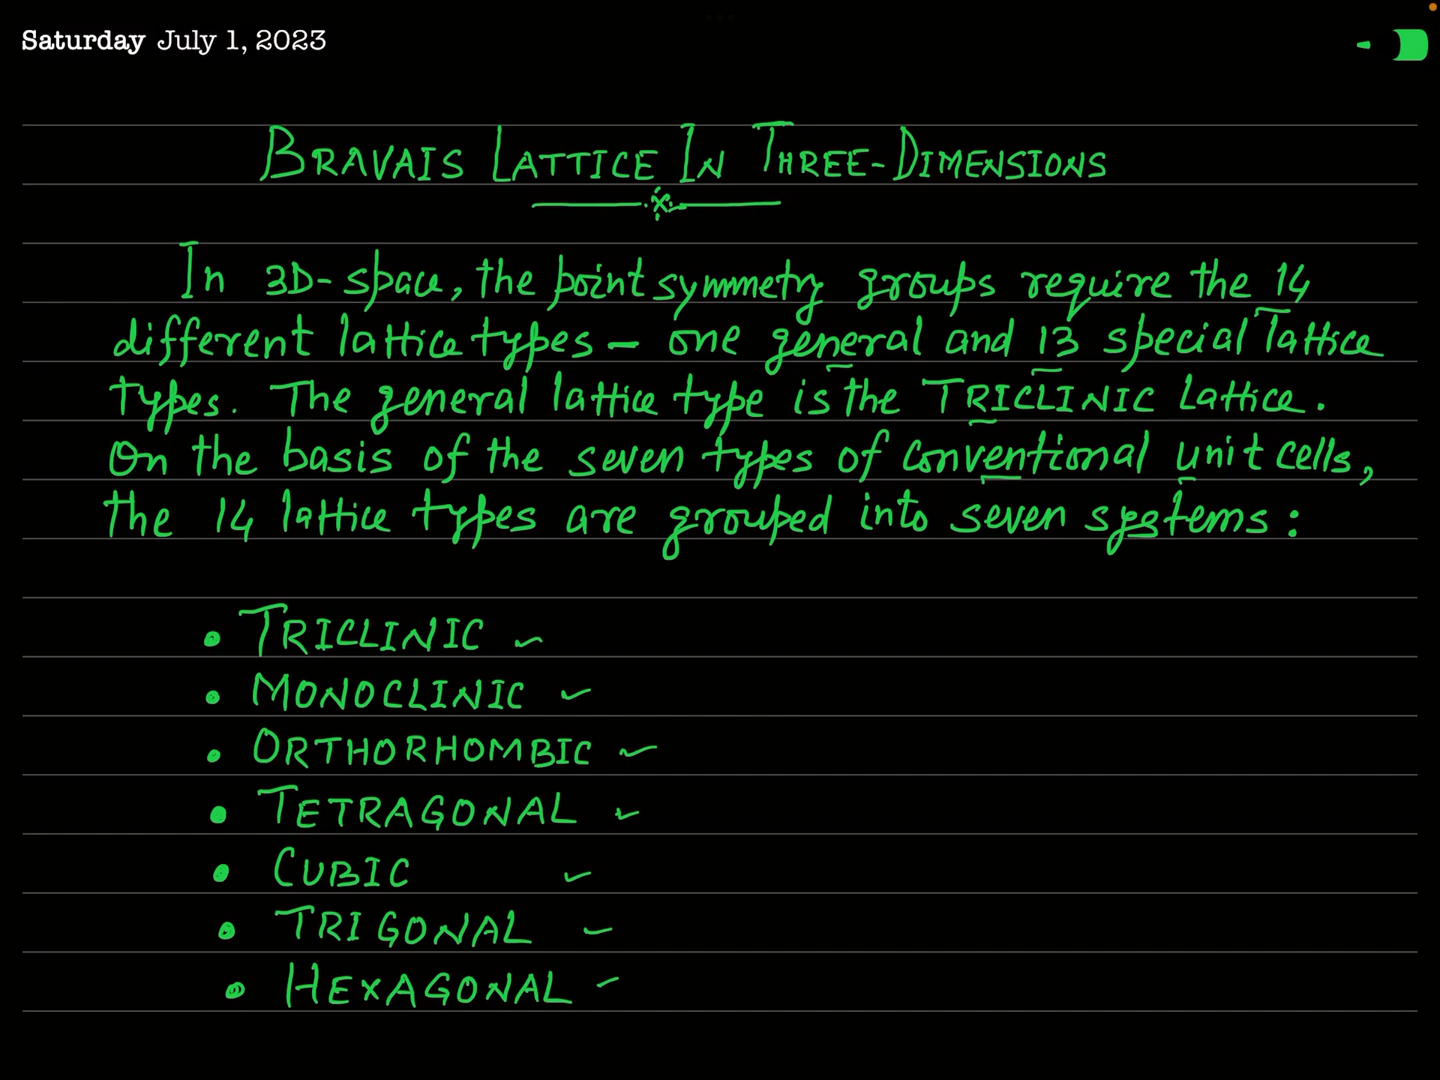 Saturday July 1, 2023
BRAVAIS LATTICE IN THREE-DIMENSIONS
In 3D-space, the point symmetry groups require the 14
different lattice types - one general and 13 special lattice
types. The general lattice type is the TRICLINIC Lattice.
On the basis of the seven types of conventional unit cells,
the 14 lattice types are grouped into seven systems:
• TRICLINIC ✓
• MONOCLINIC ✓
• ORTHORHOMBIC ✓
• TETRAGONAL ✓
• CUBIC ✓
• TRIGONAL ✓
• HEXAGONAL ✓